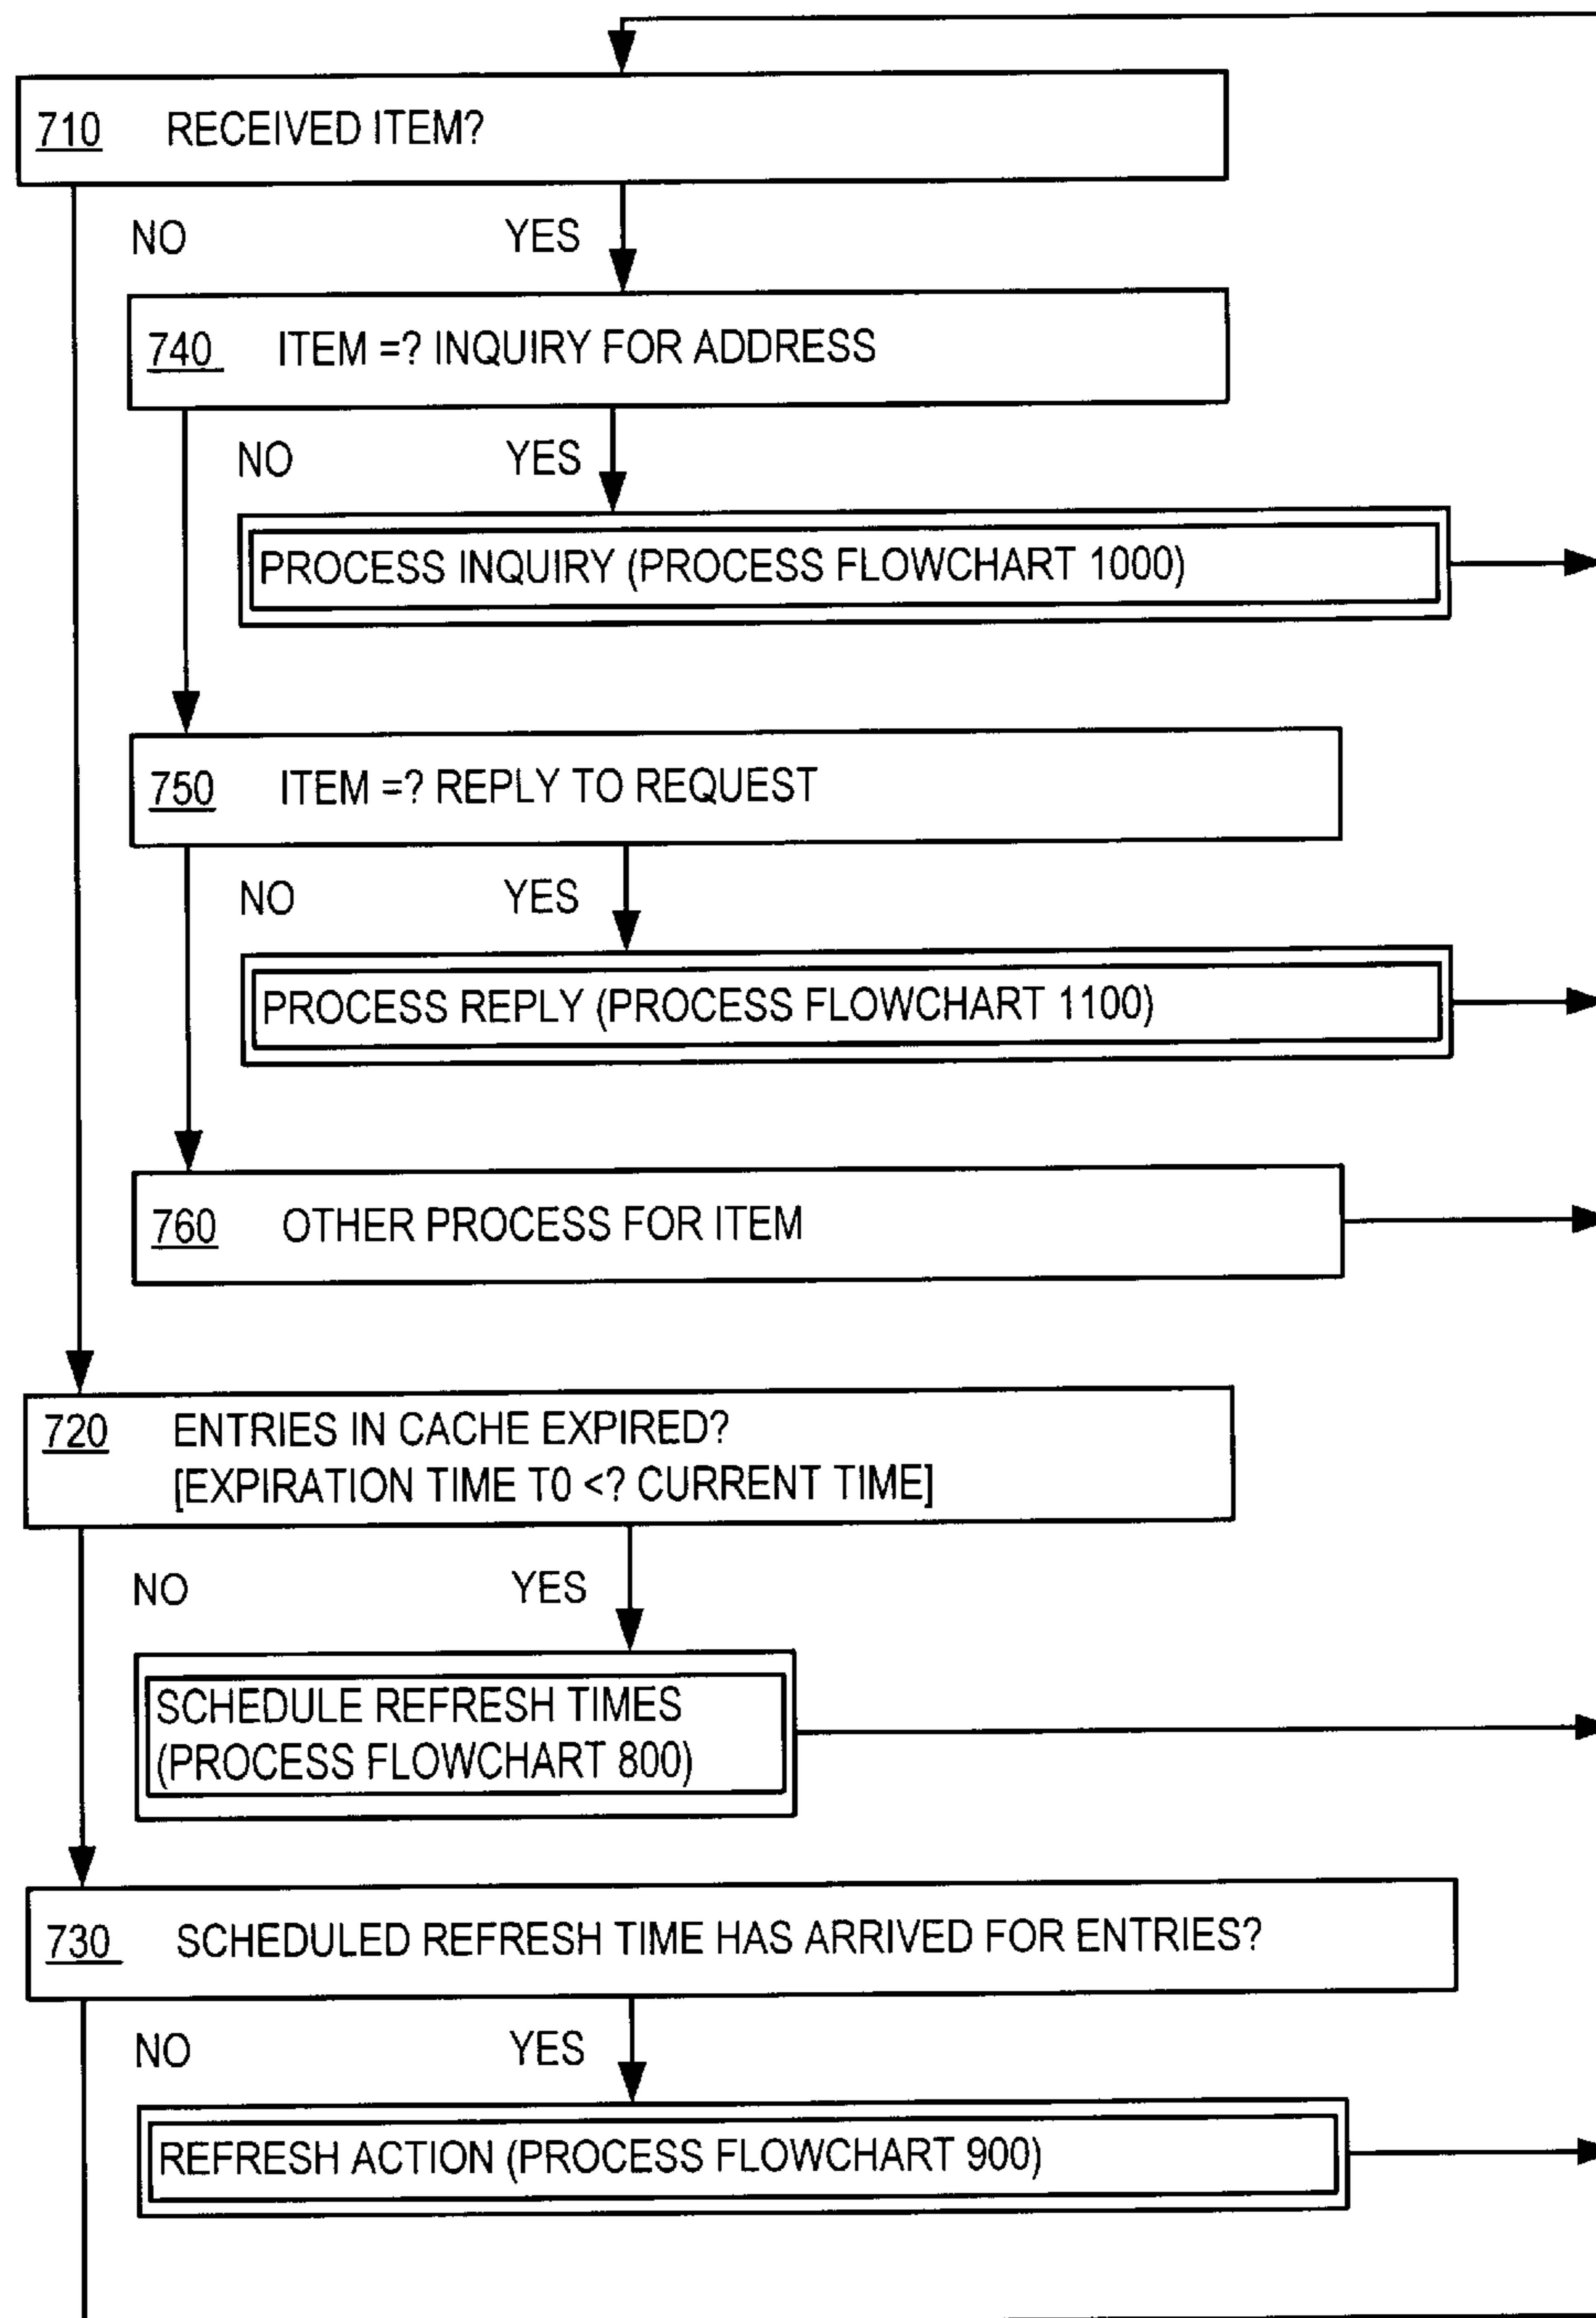 710 RECEIVED ITEM?
NO YES
740 ITEM =? INQUIRY FOR ADDRESS
NO YES
PROCESS INQUIRY (PROCESS FLOWCHART 1000)
750 ITEM =? REPLY TO REQUEST
NO YES
PROCESS REPLY (PROCESS FLOWCHART 1100)
760 OTHER PROCESS FOR ITEM
720 ENTRIES IN CACHE EXPIRED?
[EXPIRATION TIME T0 <? CURRENT TIME]
NO YES
SCHEDULE REFRESH TIMES
(PROCESS FLOWCHART 800)
730 SCHEDULED REFRESH TIME HAS ARRIVED FOR ENTRIES?
NO YES
REFRESH ACTION (PROCESS FLOWCHART 900)